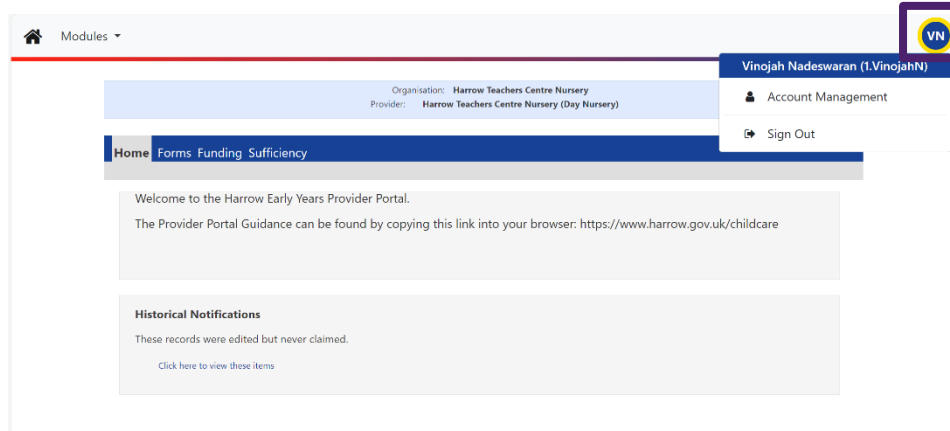 Modules
VN
Vinojah Nadeswaran (1.VinojahN)
Account Management
Sign Out
Organisation: Harrow Teachers Centre Nursery
Provider: Harrow Teachers Centre Nursery (Day Nursery)
Home Forms Funding Sufficiency
Welcome to the Harrow Early Years Provider Portal.
The Provider Portal Guidance can be found by copying this link into your browser: https://www.harrow.gov.uk/childcare
Historical Notifications
These records were edited but never claimed.
Click here to view these items